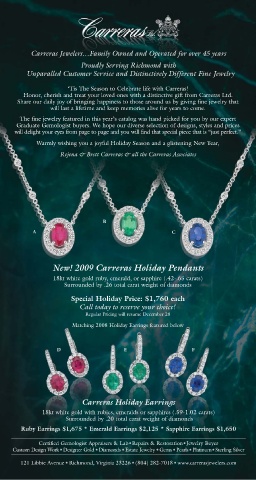 Carreras Ltd.
Carreras Jewelers...Family Owned and Operated for over 45 years
Proudly Serving Richmond with
Unparalled Customer Service and Distinctively Different Fine Jewelry
'Tis The Season to Celebrate life with Carreras!
Honor, cherish and treat your loved ones with a distinctive gift from Carreras Ltd.
Share our daily joy of bringing happiness to those around us by giving fine jewelry that
will last a lifetime and keep memories alive for years to come.
The fine jewelry featured in this year's catalog was hand picked for you by our expert
Graduate Gemologist buyers. We hope our diverse selection of designs, styles and prices
will delight your eyes from page to page and you will find that special piece that is "just perfect."
Warmly wishing you a joyful Holiday Season and a glistening New Year,
Rejena & Brett Carreras & all the Carreras Associates
A
B
C
New! 2009 Carreras Holiday Pendants
18kt white gold ruby, emerald, or sapphire (.42-.65 carats)
Surrounded by .26 total carat weight of diamonds
Special Holiday Price: $1,760 each
Call today to reserve your choice!
Regular Pricing will resume December 28
Matching 2008 Holiday Earrings featured below
D
E
F
Carreras Holiday Earrings
18kt white gold with rubies, emeralds or sapphires (.59-1.02 carats)
Surrounded by .20 total carat weight of diamonds
Ruby Earrings $1,675 * Emerald Earrings $2,125 * Sapphire Earrings $1,650
Certified Gemologist Appraisers & Lab • Repairs & Restoration • Jewelry Buyer
Custom Design Work • Designer Gold • Diamonds • Estate Jewelry • Gems • Pearls • Platinum • Sterling Silver
121 Libbie Avenue • Richmond, Virginia 23226 • (804) 282-7018 • www.carrerasjewelers.com